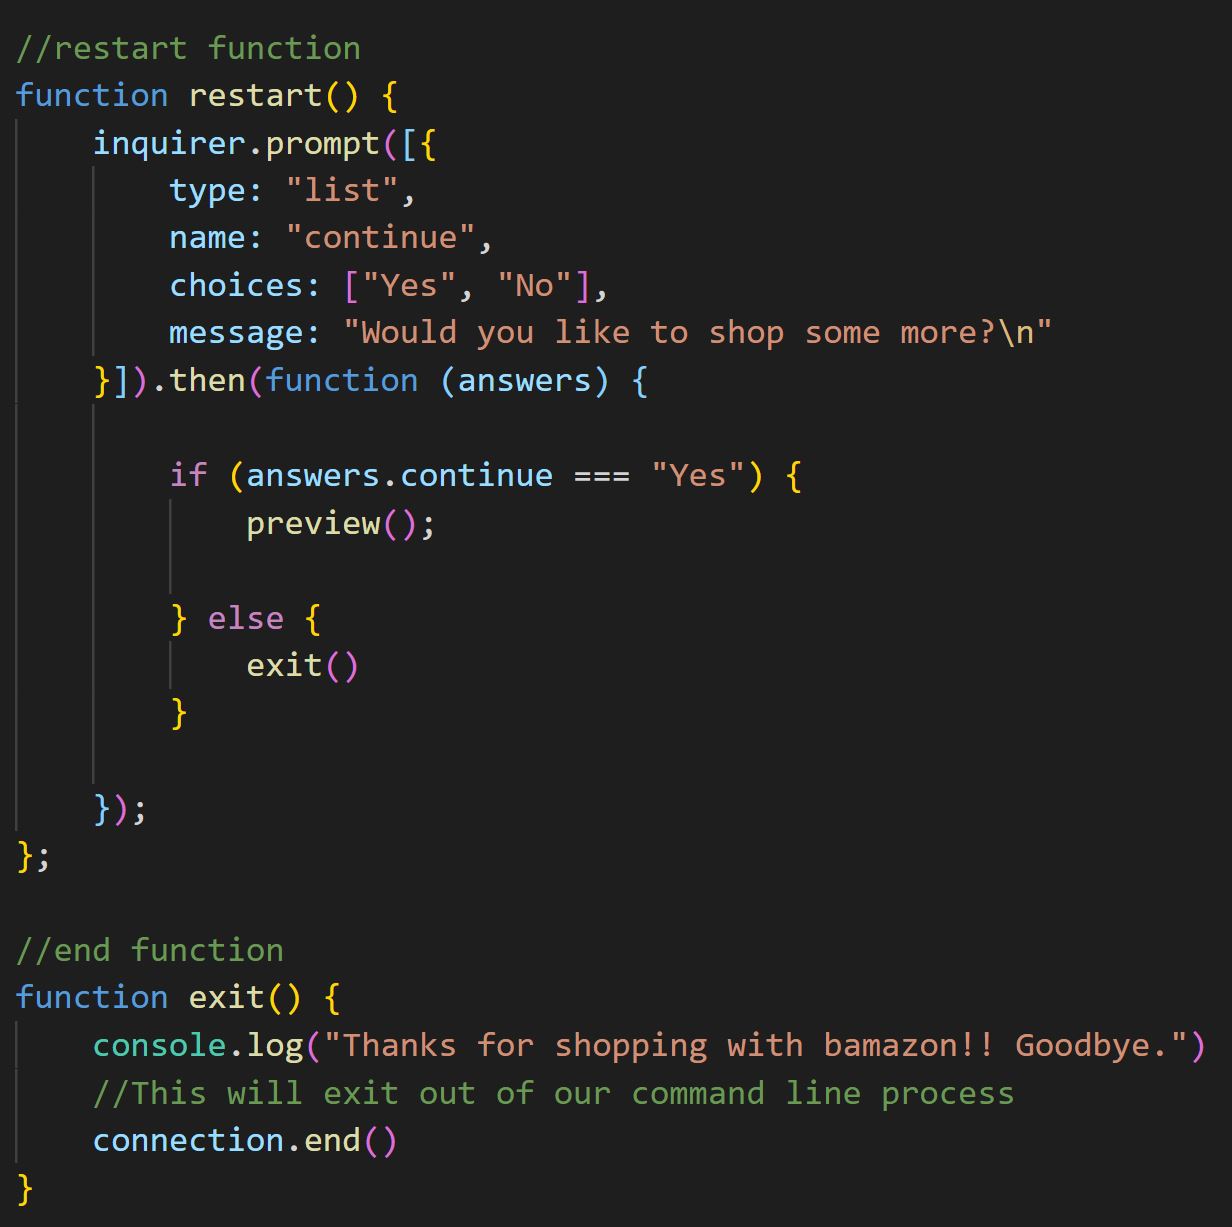 //restart function
function restart() {
    inquirer.prompt([{
        type: "list",
        name: "continue",
        choices: ["Yes", "No"],
        message: "Would you like to shop some more?\n"
    }]).then(function (answers) {

        if (answers.continue === "Yes") {
            preview();

        } else {
            exit()
        }

    });
};

//end function
function exit() {
    console.log("Thanks for shopping with bamazon!! Goodbye.")
    //This will exit out of our command line process
    connection.end()
}